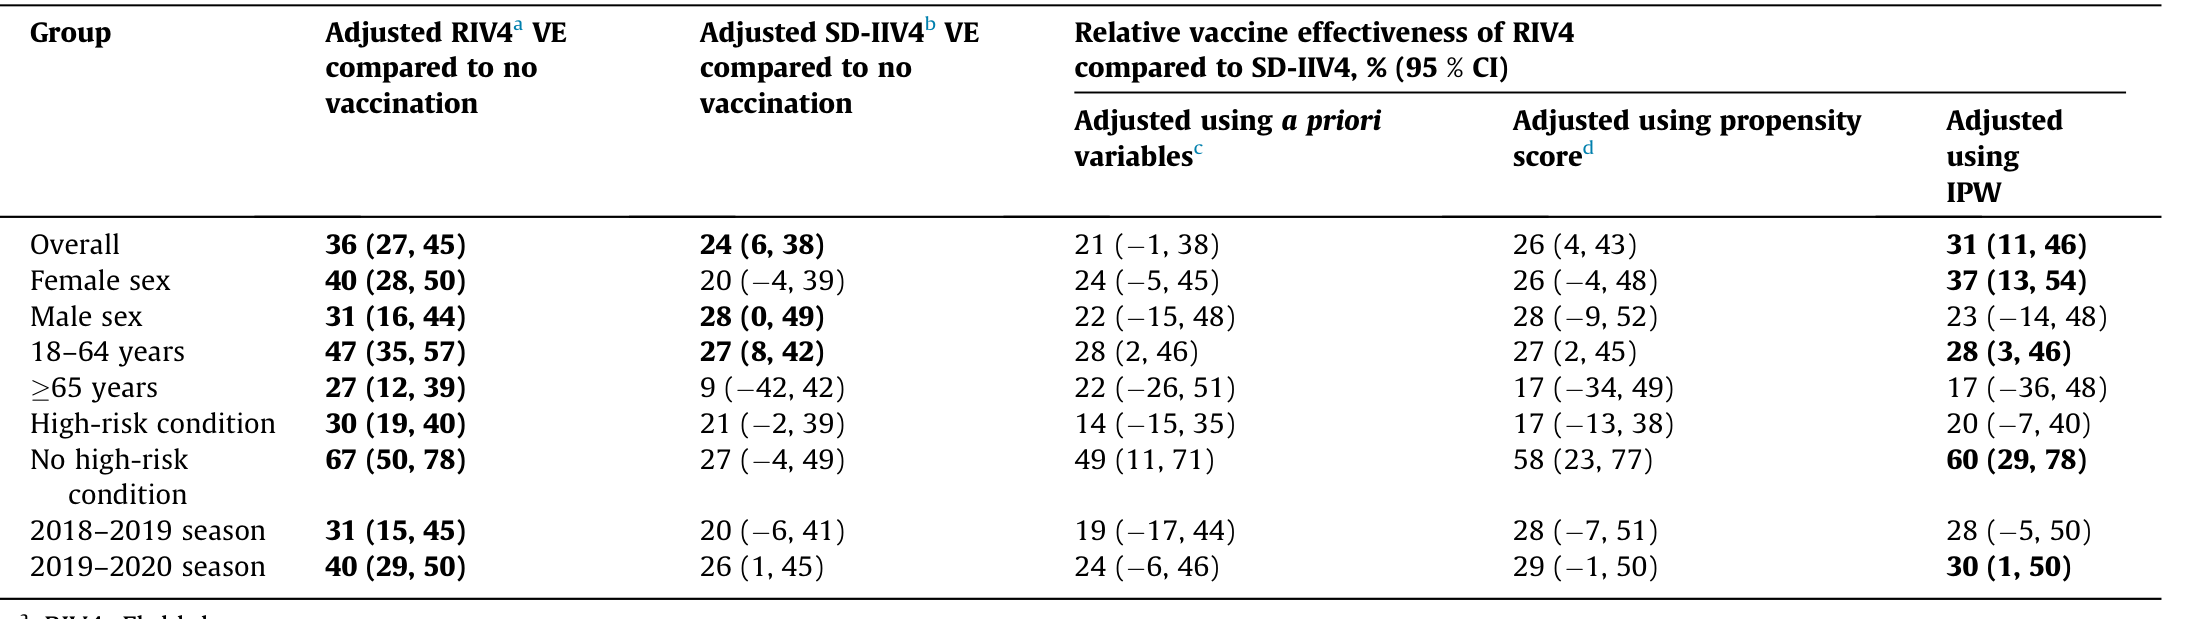 Group Adjusted RIV4a VE Adjusted SD-IIV4b VE Relative vaccine effectiveness of RIV4
compared to no compared to no compared to SD-IIV4, % (95 % CI)
vaccination vaccination
Adjusted using a priori Adjusted using propensity Adjusted
variablesc scored using
IPW
Overall 36 (27, 45) 24 (6, 38) 21 (−1, 38) 26 (4, 43) 31 (11, 46)
Female sex 40 (28, 50) 20 (−4, 39) 24 (−5, 45) 26 (−4, 48) 37 (13, 54)
Male sex 31 (16, 44) 28 (0, 49) 22 (−15, 48) 28 (−9, 52) 23 (−14, 48)
18–64 years 47 (35, 57) 27 (8, 42) 28 (2, 46) 27 (2, 45) 28 (3, 46)
≥65 years 27 (12, 39) 9 (−42, 42) 22 (−26, 51) 17 (−34, 49) 17 (−36, 48)
High-risk condition 30 (19, 40) 21 (−2, 39) 14 (−15, 35) 17 (−13, 38) 20 (−7, 40)
No high-risk 67 (50, 78) 27 (−4, 49) 49 (11, 71) 58 (23, 77) 60 (29, 78)
condition
2018–2019 season 31 (15, 45) 20 (−6, 41) 19 (−17, 44) 28 (−7, 51) 28 (−5, 50)
2019–2020 season 40 (29, 50) 26 (1, 45) 24 (−6, 46) 29 (−1, 50) 30 (1, 50)